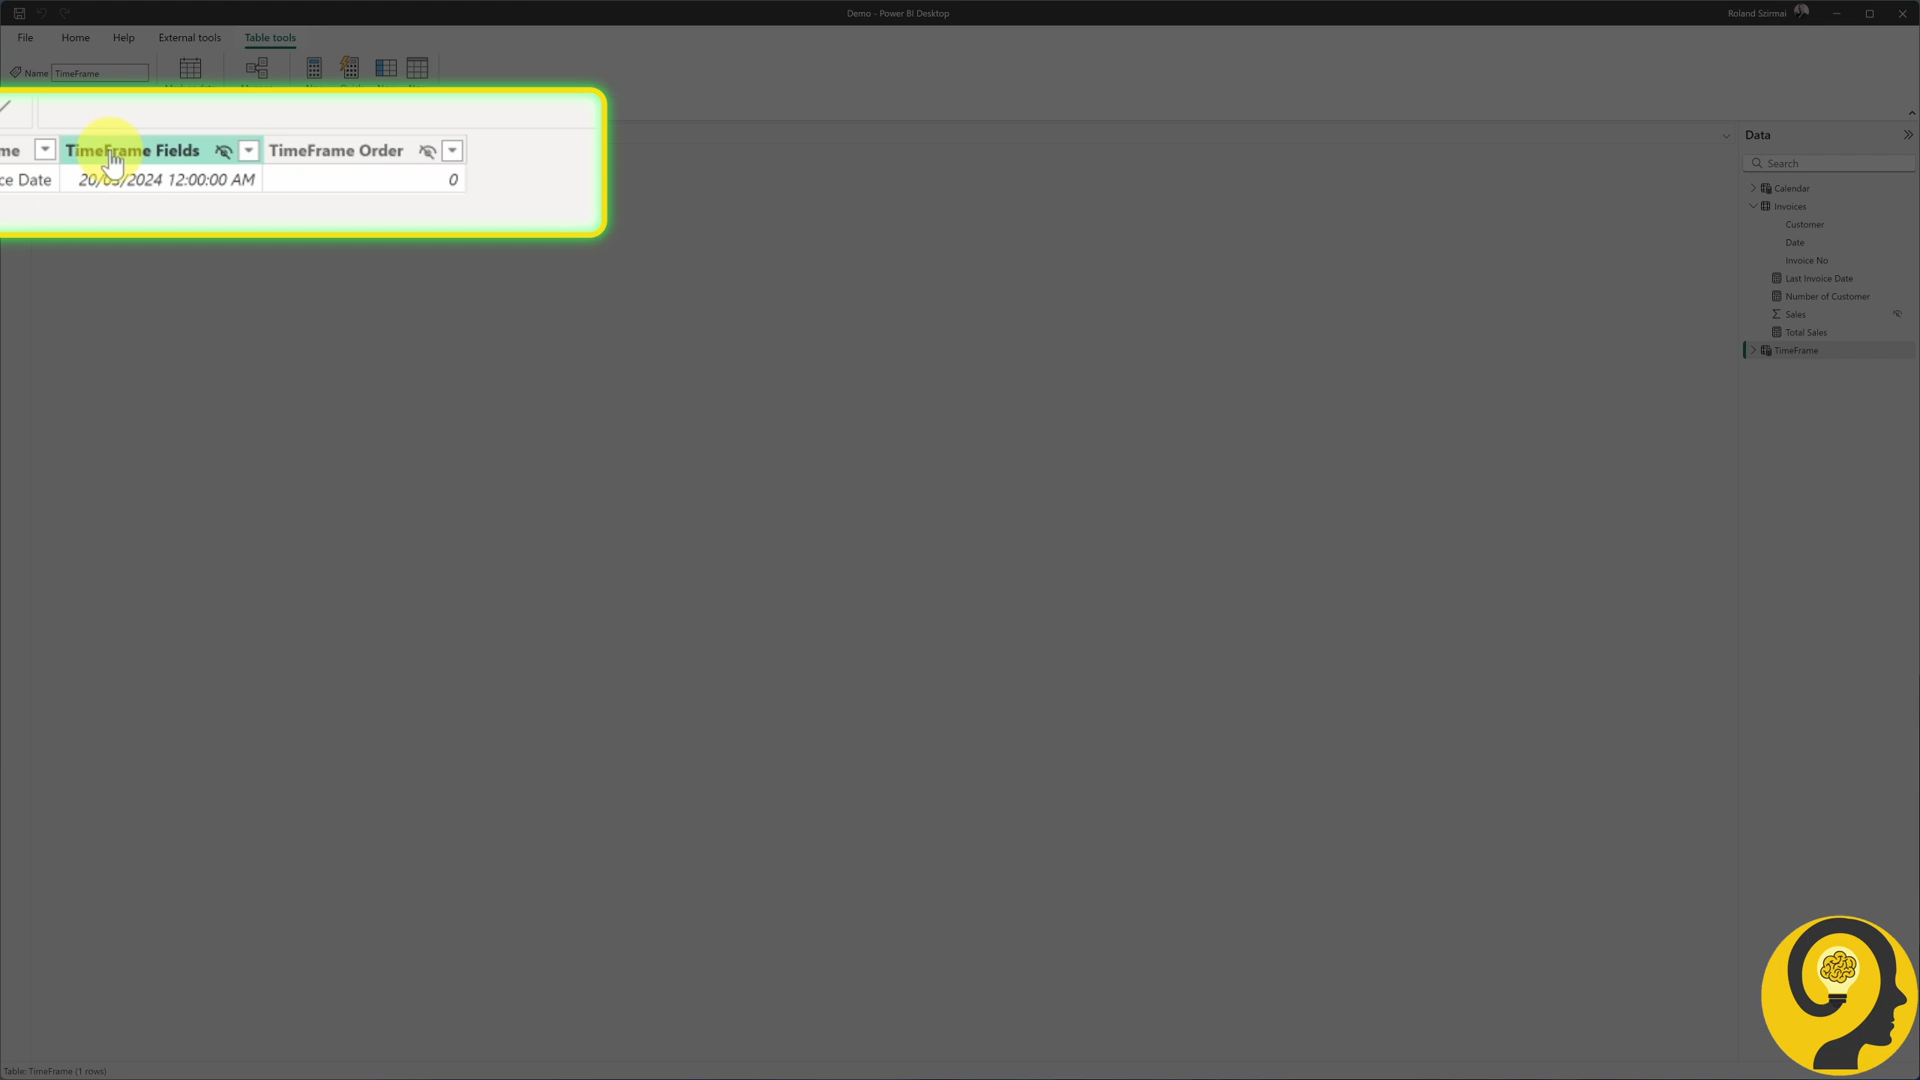 Demo - Power BI Desktop
Roland Szirmai
File Home Help External tools Table tools
Name TimeFrame
TimeFrame Fields TimeFrame Order
ce Date 12:00:00 AM 0
Data
Search
Calendar
Invoices
Customer
Date
Invoice No
Last Invoice Date
Number of Customer
Sales
Total Sales
TimeFrame
Table: TimeFrame (1 rows)